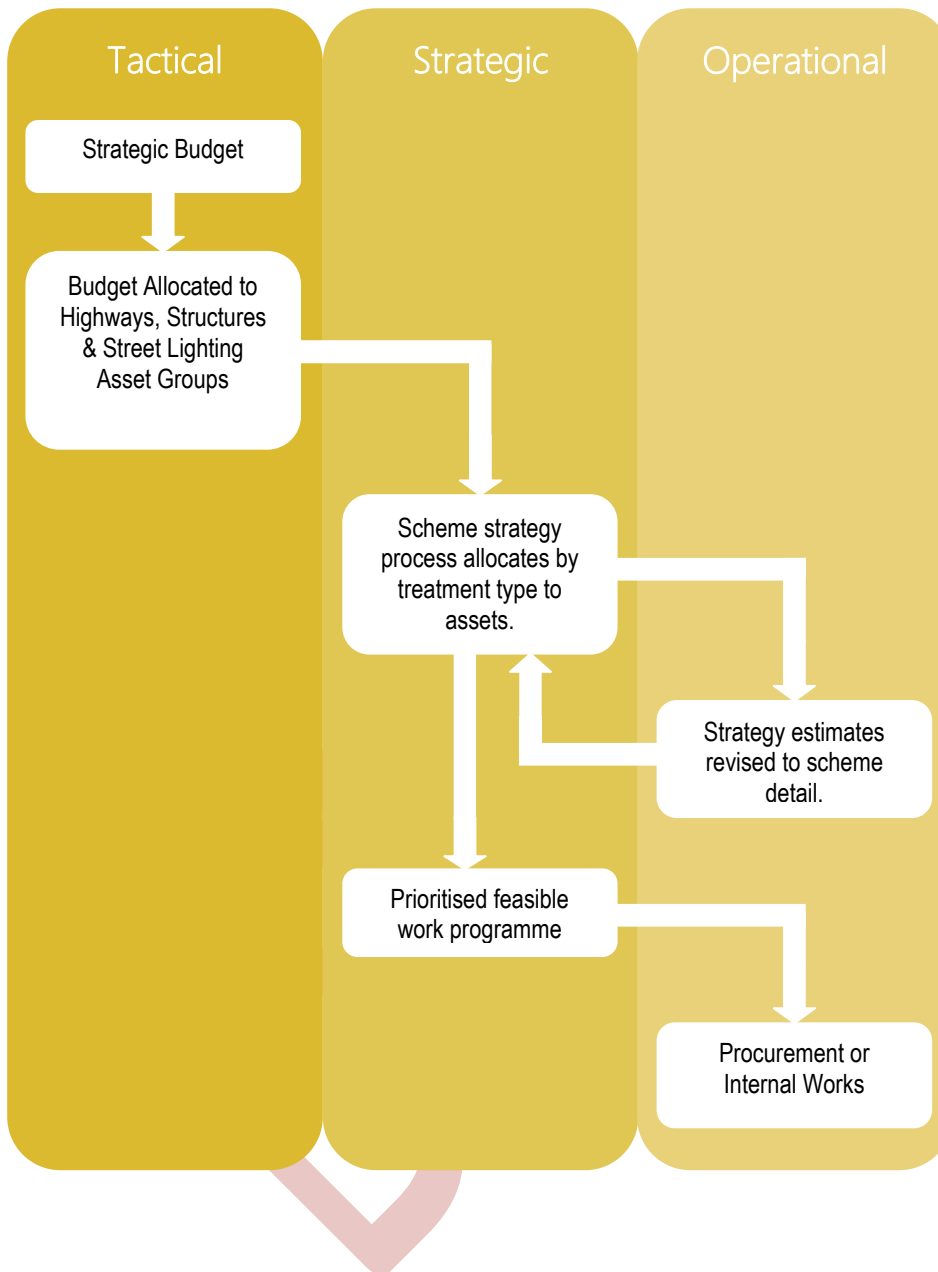 Tactical
Strategic
Operational
Strategic Budget
Budget Allocated to
Highways, Structures
& Street Lighting
Asset Groups
Scheme strategy
process allocates by
treatment type to
assets.
Strategy estimates
revised to scheme
detail.
Prioritised feasible
work programme
Procurement or
Internal Works